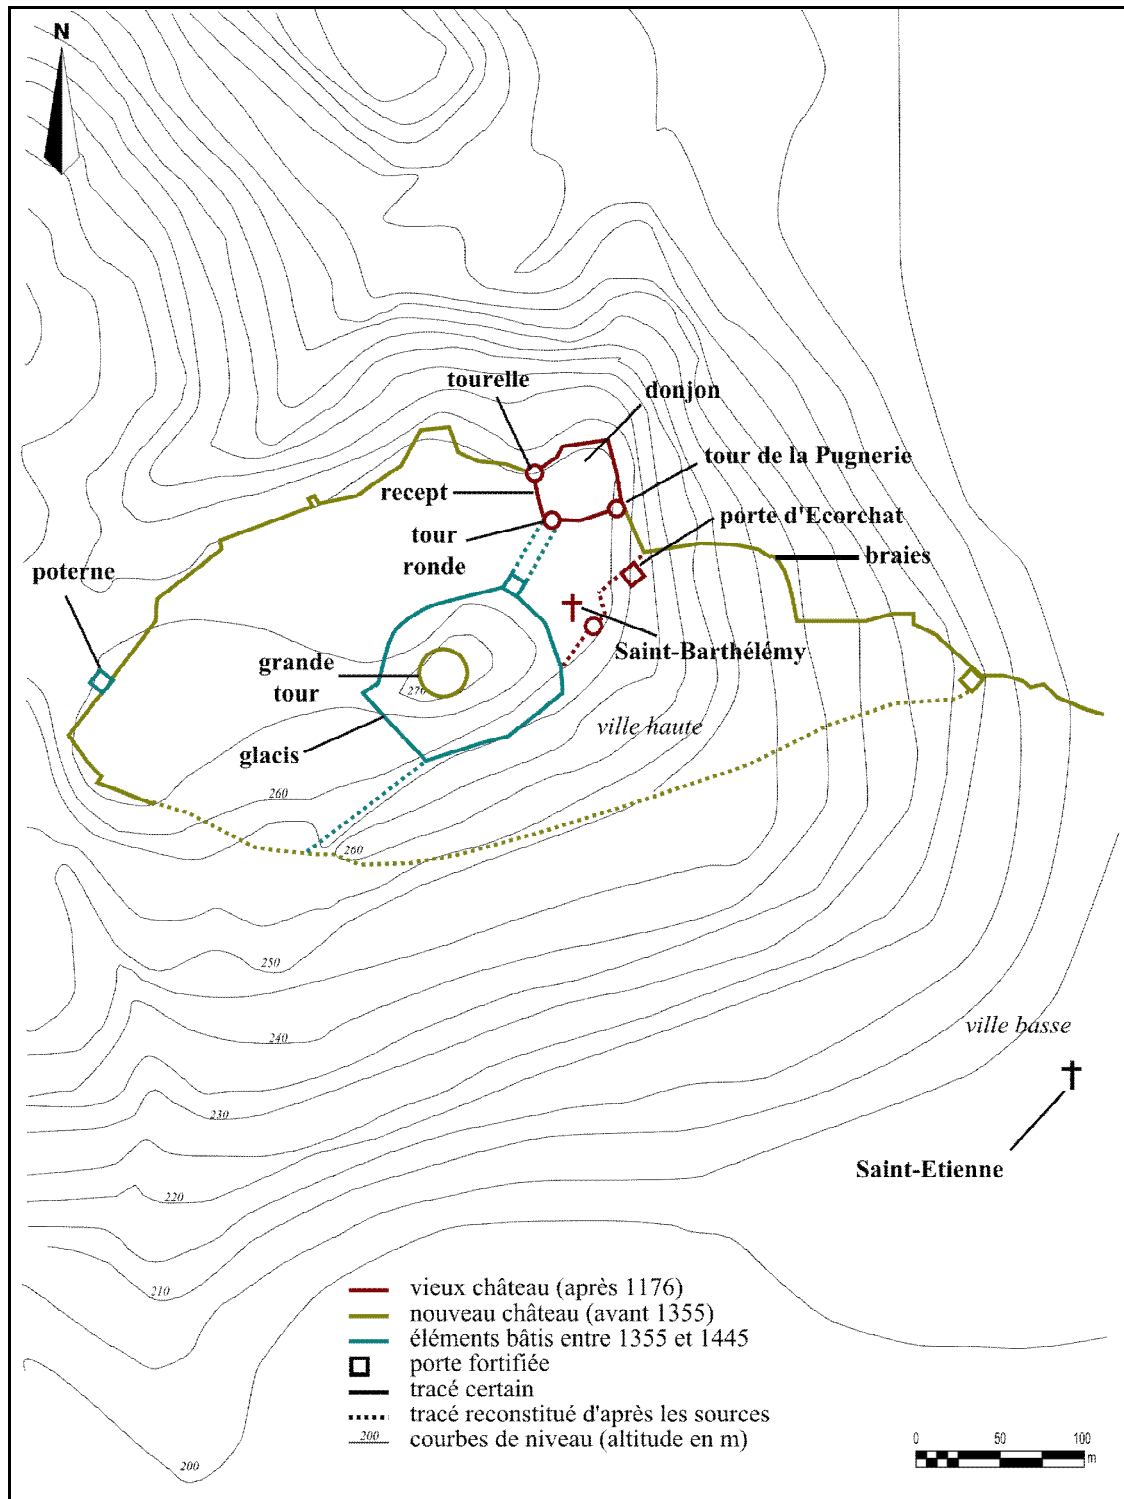 N
tourelle
donjon
tour de la Pugnerie
recept
porte d'Ecorchat
tour
ronde
braies
poterne
Saint-Barthélémy
grande
tour
270
ville haute
glacis
260
260
250
ville basse
240
230
Saint-Etienne
220
210
vieux château (après 1176)
nouveau château (avant 1355)
éléments bâtis entre 1355 et 1445
porte fortifiée
tracé certain
tracé reconstitué d'après les sources
200 courbes de niveau (altitude en m)
0 50 100
m
200